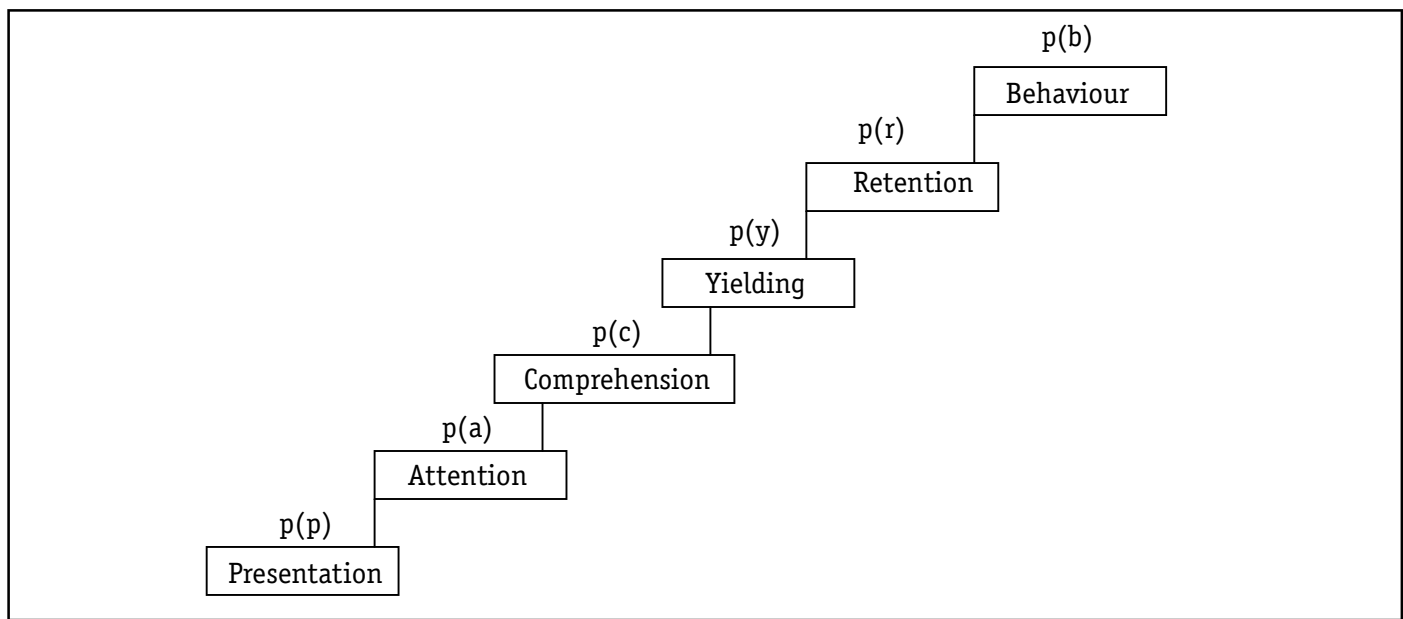 p(b)
Behaviour
p(r)
Retention
p(y)
Yielding
p(c)
Comprehension
p(a)
Attention
p(p)
Presentation